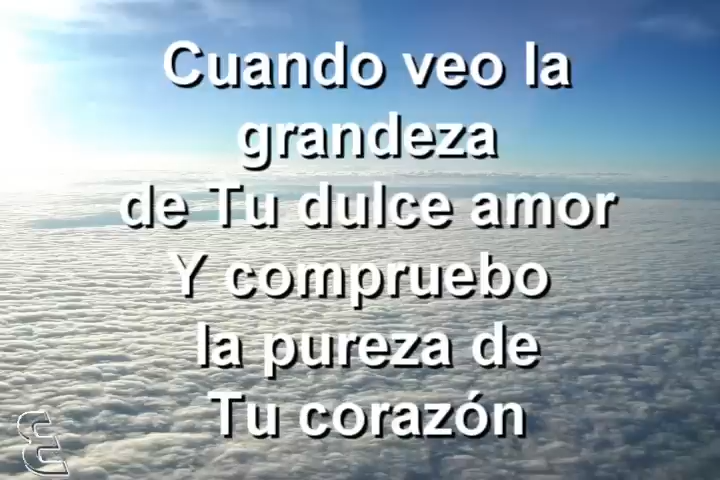 Cuando veo la
grandeza
de Tu dulce amor
Y compruebo
la pureza de
Tu corazón